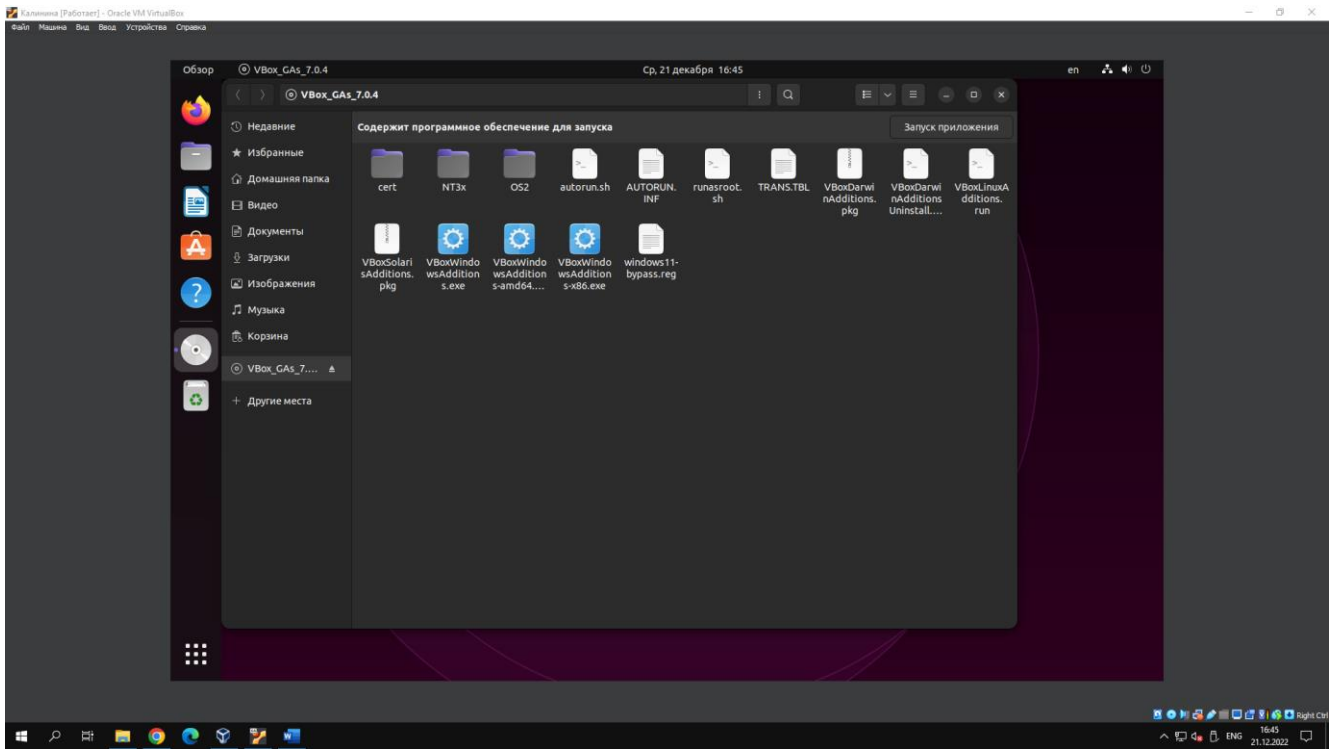 Калинина [Работает] - Oracle VM VirtualBox
Файл Машина Вид Ввод Устройства Справка
Обзор VBox_GAs_7.0.4 Ср, 21 декабря 16:45 en
VBox_GAs_7.0.4
Недавние
Избранные
Домашняя папка
Видео
Документы
Загрузки
Изображения
Музыка
Корзина
VBox_GAs_7....
+ Другие места
Содержит программное обеспечение для запуска
Запуск приложения
cert
NT3x
OS2
autorun.sh
AUTORUN.
INF
runasroot.
sh
TRANS.TBL
VBoxDarwi
nAdditions.
pkg
VBoxDarwi
nAdditions
Uninstall....
VBoxLinuxA
dditions.
run
VBoxSolari
sAdditions.
pkg
VBoxWindo
wsAddition
s.exe
VBoxWindo
wsAddition
s-amd64....
VBoxWindo
wsAddition
s-x86.exe
windows11-
bypass.reg
Right Ctrl
ENG
16:45
21.12.2022